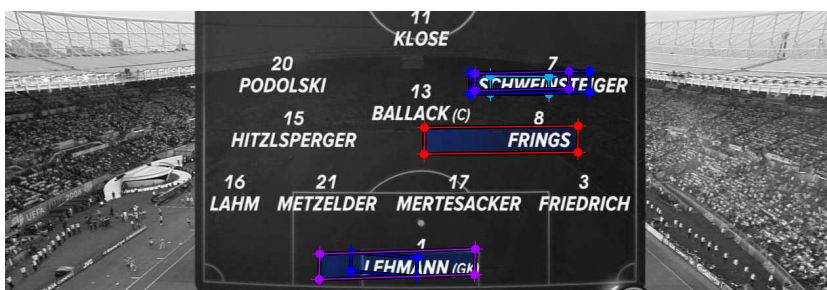 11
KLOSE
20
PODOLSKI
7
SCHWEINSTEIGER
13
BALLACK (C)
15
HITZLSPERGER
8
FRINGS
16
LAHM
21
METZELDER
17
MERTESACKER
3
FRIEDRICH
1
LEHMANN (GK)